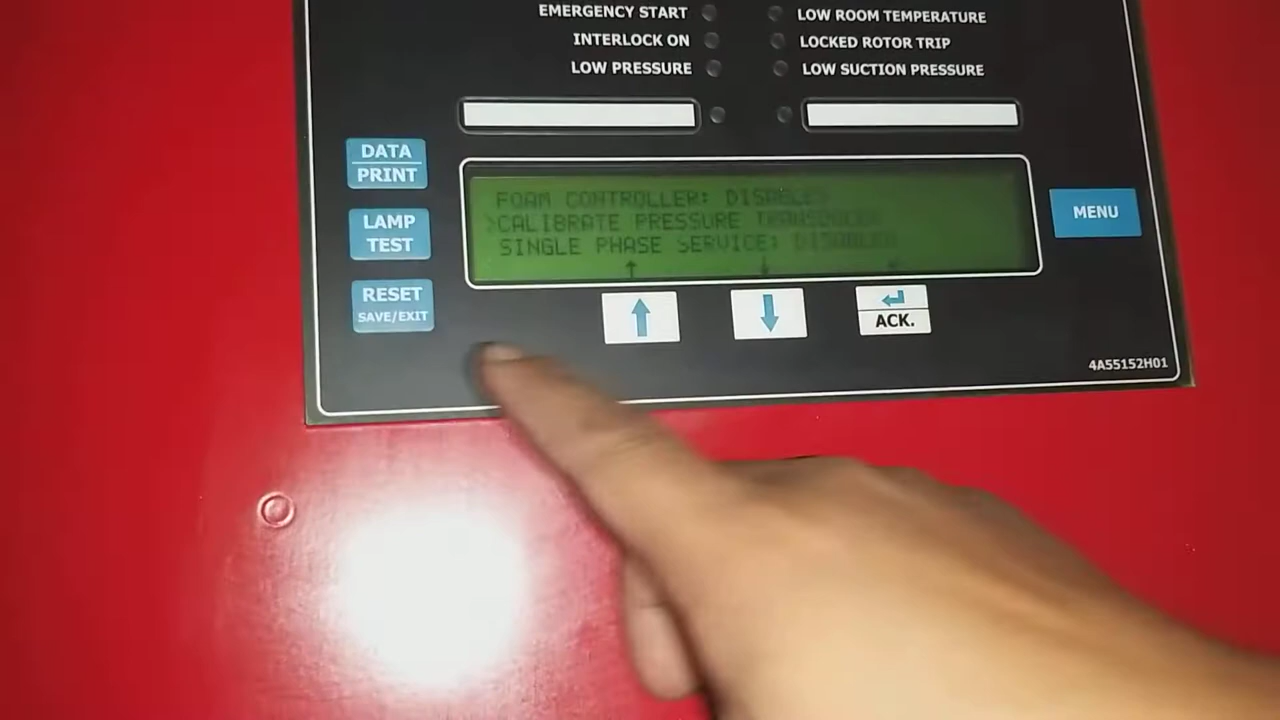 EMERGENCY START
LOW ROOM TEMPERATURE
INTERLOCK ON
LOCKED ROTOR TRIP
LOW PRESSURE
LOW SUCTION PRESSURE
DATA
PRINT
LAMP
TEST
RESET
SAVE/EXIT
FOAM CONTROLLER: DISABLED
>CALIBRATE PRESSURE TRANSDUCER
SINGLE PHASE SERVICE: DISABLED
MENU
ACK.
4A55152H01